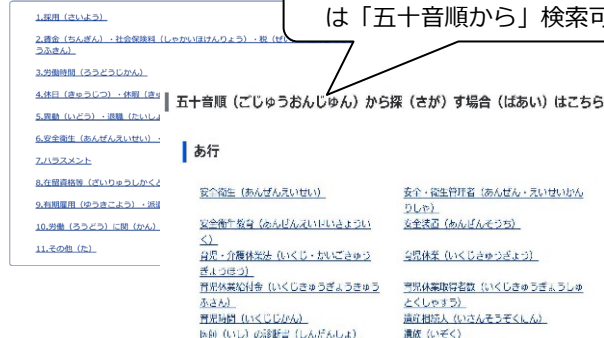 は「五十音順から」検索可
1.採用（さいよう）
2.賃金（ちんぎん）・社会保険料（しゃかいほけんりょう）・税（ぜい
うふきん）
3.労働時間（ろうどうじかん）
4.休日（きゅうじつ）・休暇（きゅ
5.異動（いどう）・退職（たいしょ
6.安全衛生（あんぜんえいせい）・
7.ハラスメント
8.在留資格等（ざいりゅうしかくと
9.有期雇用（ゆうきこよう）・派遣
10.労働（ろうどう）に関（かん）
11.その他（た）
五十音順（ごじゅうおんじゅん）から探（さが）す場合（ばあい）はこちら
あ行
安全衛生（あんぜんえいせい）
安全・衛生管理者（あんぜん・えいせいかん
りしゃ）
安全衛生教育（あんぜんえいせいきょうい
く）
安全装置（あんぜんそうち）
育児・介護休業法（いくじ・かいごきゅう
ぎょうほう）
育児休業（いくじきゅうぎょう）
育児休業給付金（いくじきゅうぎょうきゅう
ふきん）
育児休業取得者数（いくじきゅうぎょうしゅ
とくしゃすう）
育児時間（いくじじかん）
遺産相続人（いさんそうぞくにん）
医師（いし）の診断書（しんだんしょ）
遺族（いぞく）